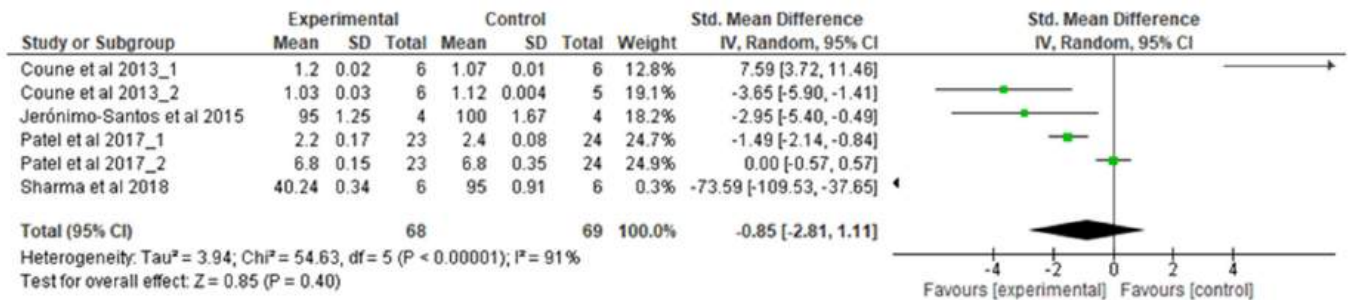 Experimental Control Std. Mean Difference Std. Mean Difference
Study or Subgroup Mean SD Total Mean SD Total Weight IV, Random, 95% CI IV, Random, 95% CI
Coune et al 2013_1 1.2 0.02 6 1.07 0.01 6 12.8% 7.59 [3.72, 11.46]
Coune et al 2013_2 1.03 0.03 6 1.12 0.004 5 19.1% -3.65 [-5.90, -1.41]
Jerónimo-Santos et al 2015 95 1.25 4 100 1.67 4 18.2% -2.95 [-5.40, -0.49]
Patel et al 2017_1 2.2 0.17 23 2.4 0.08 24 24.7% -1.49 [-2.14, -0.84]
Patel et al 2017_2 6.8 0.15 23 6.8 0.35 24 24.9% 0.00 [-0.57, 0.57]
Sharma et al 2018 40.24 0.34 6 95 0.91 6 0.3% -73.59 [-109.53, -37.65]
Total (95% CI) 68 69 100.0% -0.85 [-2.81, 1.11]
Heterogeneity: Tau² = 3.94; Chi² = 54.63, df = 5 (P < 0.00001); I² = 91%
Test for overall effect: Z = 0.85 (P = 0.40)
-4 -2 0 2 4
Favours [experimental] Favours [control]